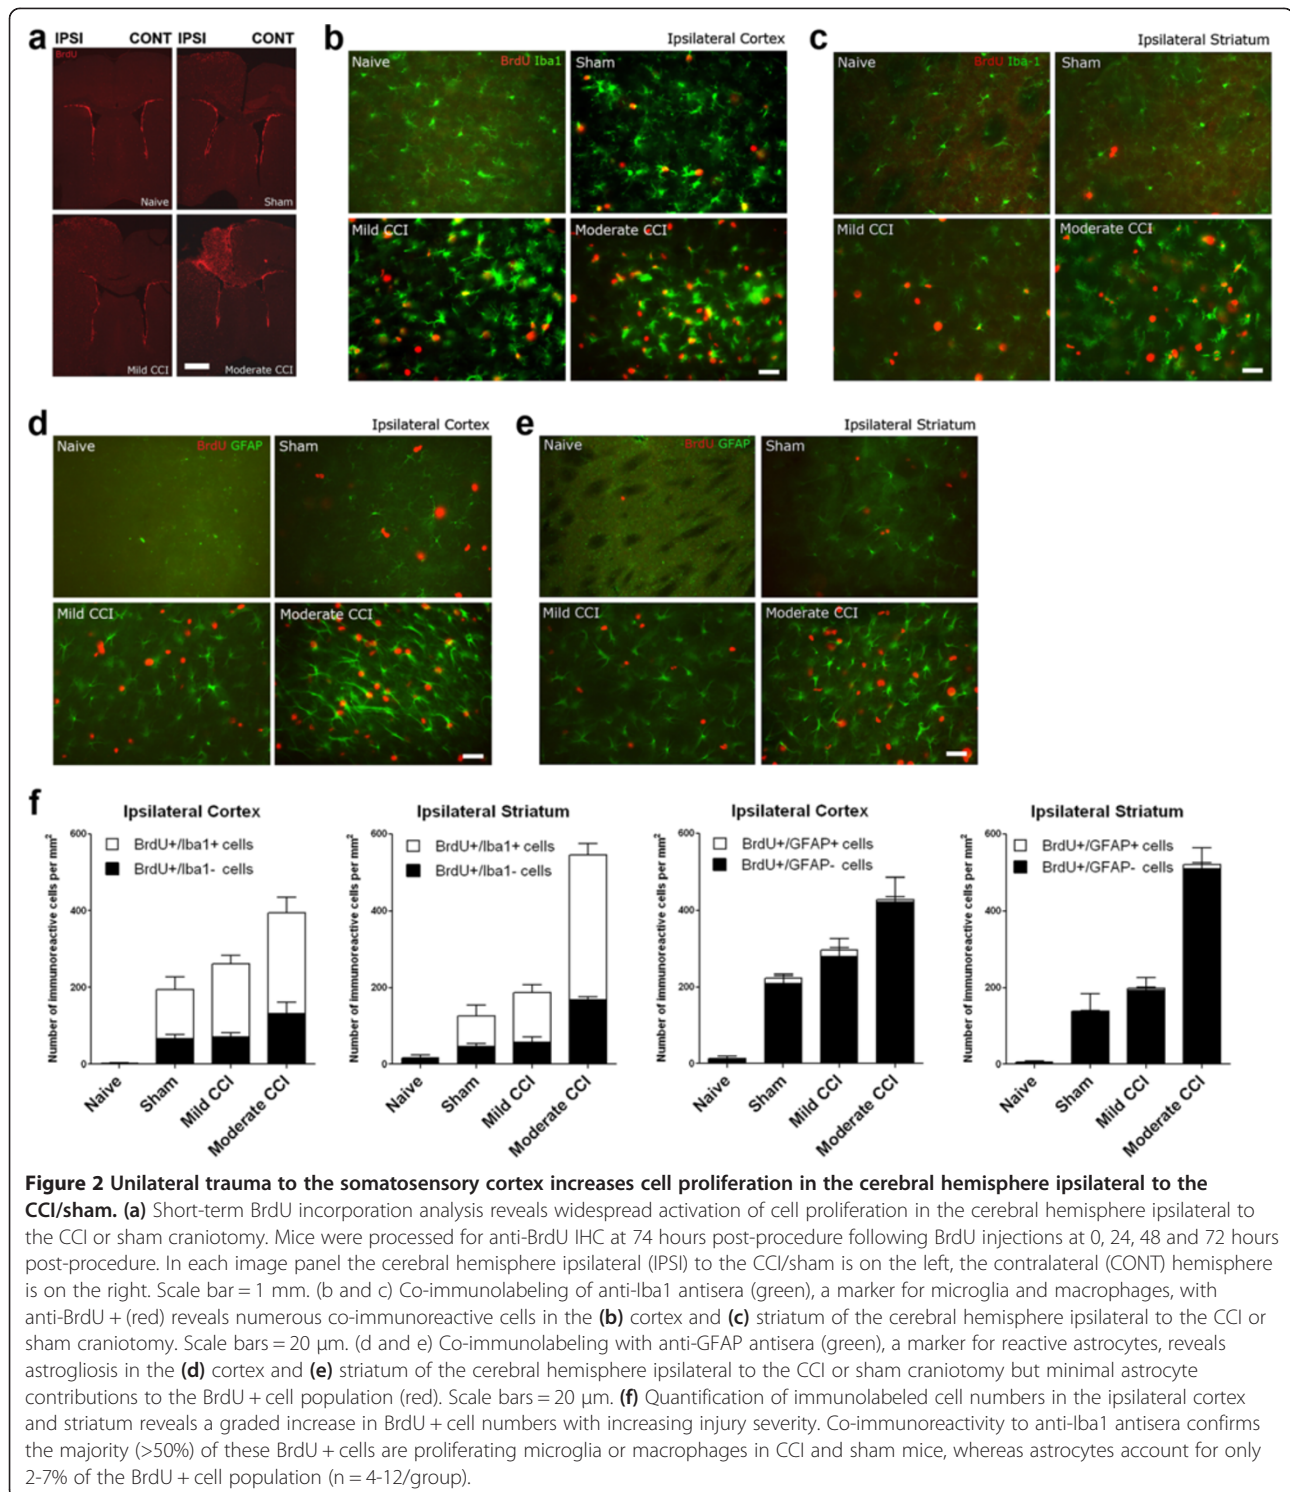 a
IPSI CONT IPSI CONT
BrdU
Naive
Sham
Mild CCI
Moderate CCI
b
Ipsilateral Cortex
Naive
BrdU Iba1
Sham
Mild CCI
Moderate CCI
c
Ipsilateral Striatum
Naive
BrdU Iba-1
Sham
Mild CCI
Moderate CCI
d
Ipsilateral Cortex
Naive
BrdU GFAP
Sham
Mild CCI
Moderate CCI
e
Ipsilateral Striatum
Naive
BrdU GFAP
Sham
Mild CCI
Moderate CCI
f
Ipsilateral Cortex
Number of immunoreactive cells per mm²
600
400
200
0
BrdU+/Iba1+ cells
BrdU+/Iba1- cells
Naive
Sham
Mild CCI
Moderate CCI
Ipsilateral Striatum
Number of immunoreactive cells per mm²
600
400
200
0
BrdU+/Iba1+ cells
BrdU+/Iba1- cells
Naive
Sham
Mild CCI
Moderate CCI
Ipsilateral Cortex
Number of immunoreactive cells per mm²
600
400
200
0
BrdU+/GFAP+ cells
BrdU+/GFAP- cells
Naive
Sham
Mild CCI
Moderate CCI
Ipsilateral Striatum
Number of immunoreactive cells per mm²
600
400
200
0
BrdU+/GFAP+ cells
BrdU+/GFAP- cells
Naive
Sham
Mild CCI
Moderate CCI
Figure 2 Unilateral trauma to the somatosensory cortex increases cell proliferation in the cerebral hemisphere ipsilateral to the
CCI/sham. (a) Short-term BrdU incorporation analysis reveals widespread activation of cell proliferation in the cerebral hemisphere ipsilateral to
the CCI or sham craniotomy. Mice were processed for anti-BrdU IHC at 74 hours post-procedure following BrdU injections at 0, 24, 48 and 72 hours
post-procedure. In each image panel the cerebral hemisphere ipsilateral (IPSI) to the CCI/sham is on the left, the contralateral (CONT) hemisphere
is on the right. Scale bar = 1 mm. (b and c) Co-immunolabeling of anti-Iba1 antisera (green), a marker for microglia and macrophages, with
anti-BrdU + (red) reveals numerous co-immunoreactive cells in the (b) cortex and (c) striatum of the cerebral hemisphere ipsilateral to the CCI or
sham craniotomy. Scale bars = 20 μm. (d and e) Co-immunolabeling with anti-GFAP antisera (green), a marker for reactive astrocytes, reveals
astrogliosis in the (d) cortex and (e) striatum of the cerebral hemisphere ipsilateral to the CCI or sham craniotomy but minimal astrocyte
contributions to the BrdU + cell population (red). Scale bars = 20 μm. (f) Quantification of immunolabeled cell numbers in the ipsilateral cortex
and striatum reveals a graded increase in BrdU + cell numbers with increasing injury severity. Co-immunoreactivity to anti-Iba1 antisera confirms
the majority (>50%) of these BrdU + cells are proliferating microglia or macrophages in CCI and sham mice, whereas astrocytes account for only
2-7% of the BrdU + cell population (n = 4-12/group).